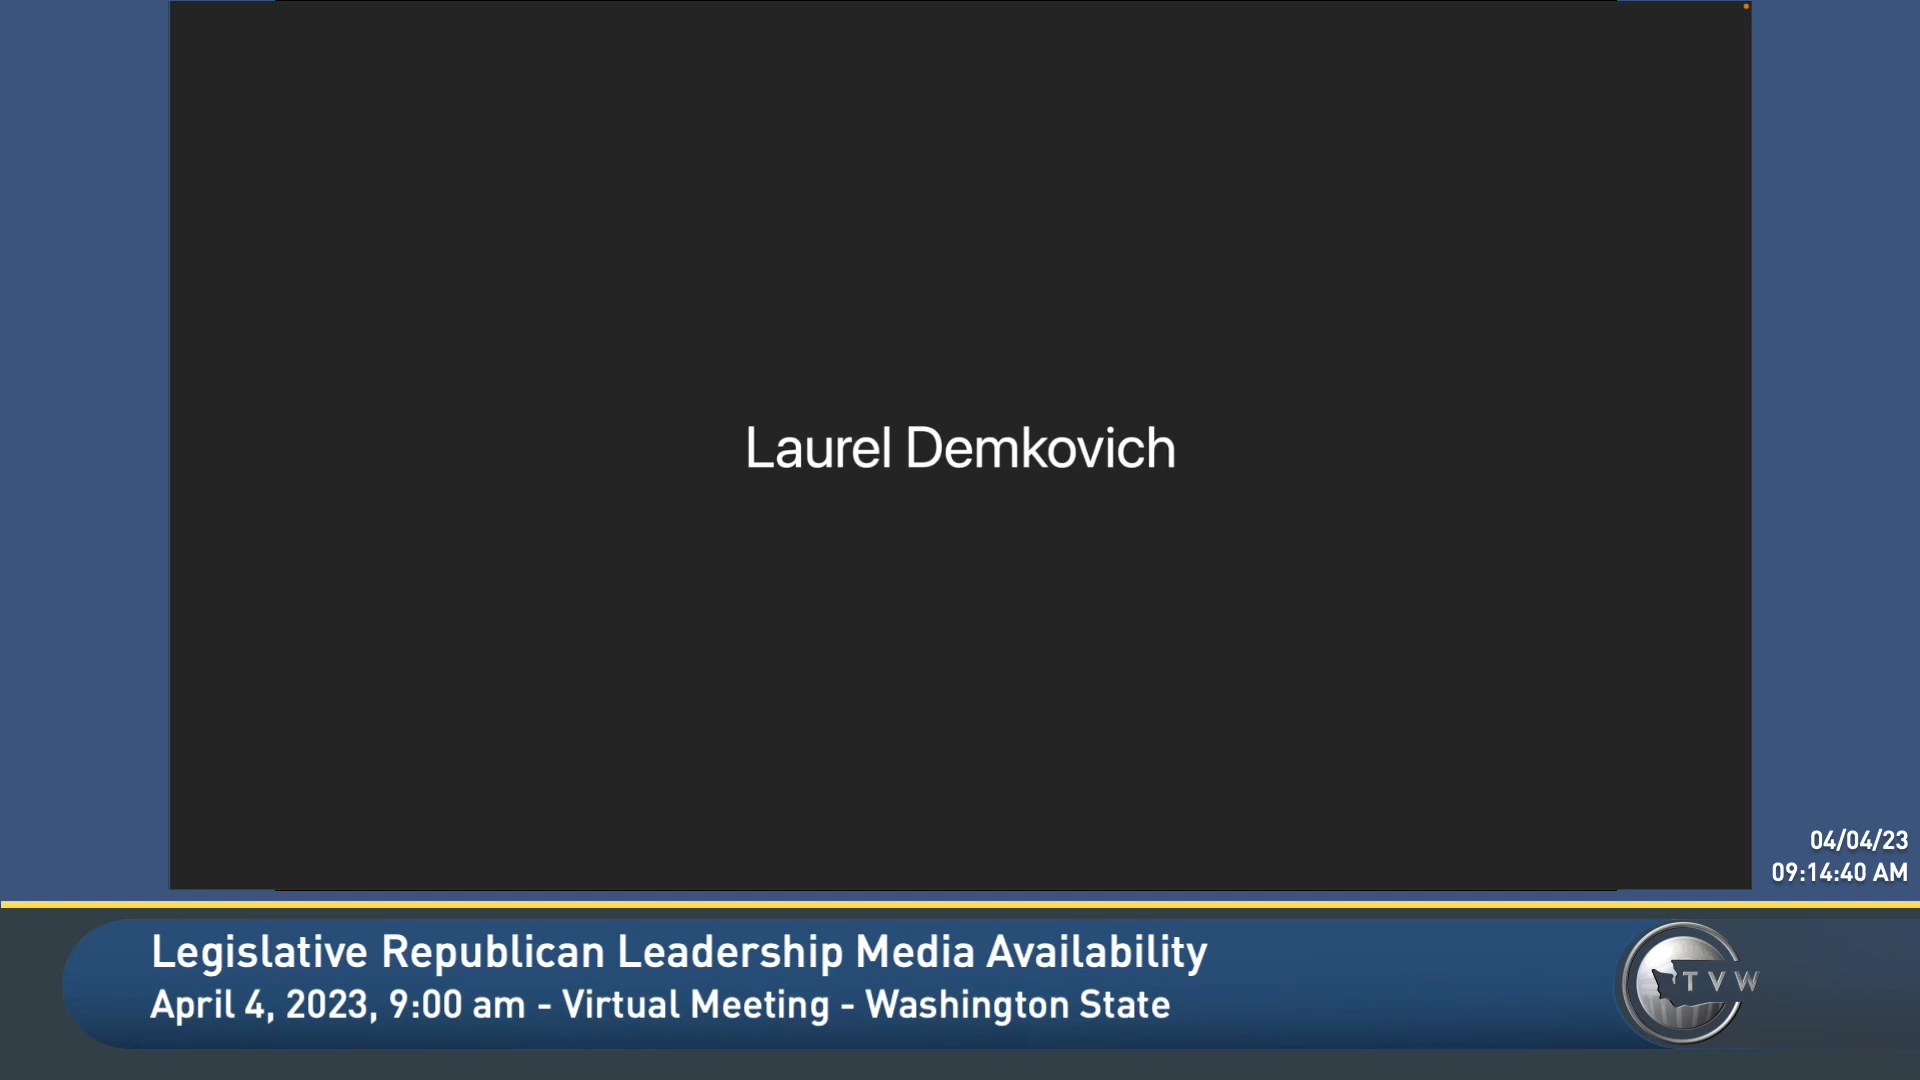 Laurel Demkovich
04/04/23
09:14:40 AM
Legislative Republican Leadership Media Availability
April 4, 2023, 9:00 am - Virtual Meeting - Washington State
TVW